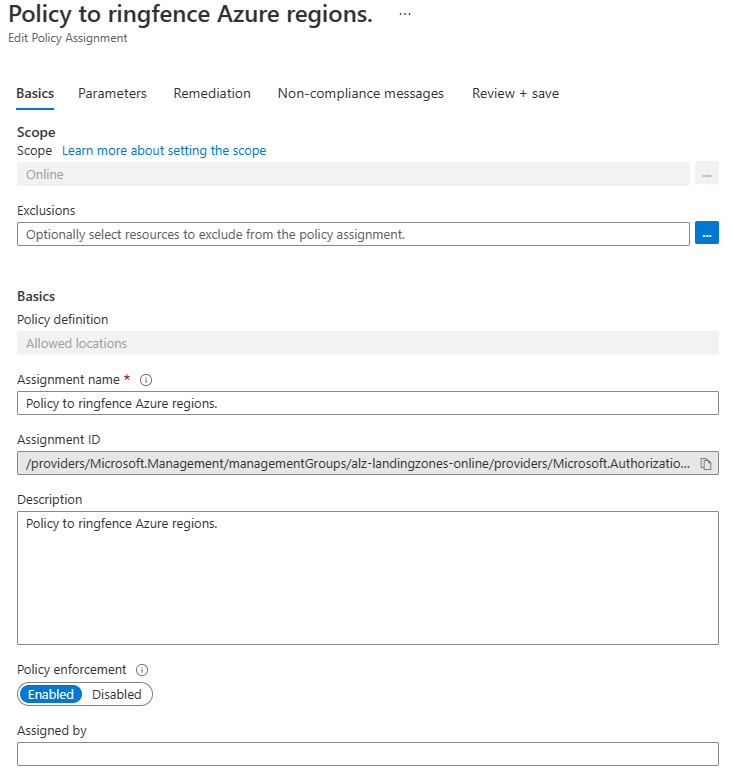 Policy to ringfence Azure regions. ...
Edit Policy Assignment
Basics Parameters Remediation Non-compliance messages Review + save
Scope
Scope Learn more about setting the scope
Online ...
Exclusions
Optionally select resources to exclude from the policy assignment. ...
Basics
Policy definition
Allowed locations
Assignment name *
Policy to ringfence Azure regions.
Assignment ID
/providers/Microsoft.Management/managementGroups/alz-landingzones-online/providers/Microsoft.Authorizatio...
Description
Policy to ringfence Azure regions.
Policy enforcement
Enabled Disabled
Assigned by